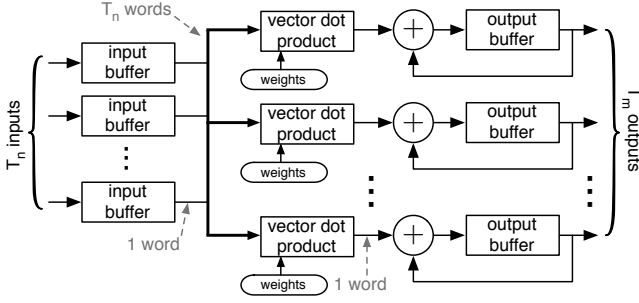 T_n words
input
buffer
input
buffer
input
buffer
T_n inputs
1 word
vector dot
product
weights
output
buffer
vector dot
product
weights
output
buffer
vector dot
product
weights
output
buffer
1 word
T_m outputs